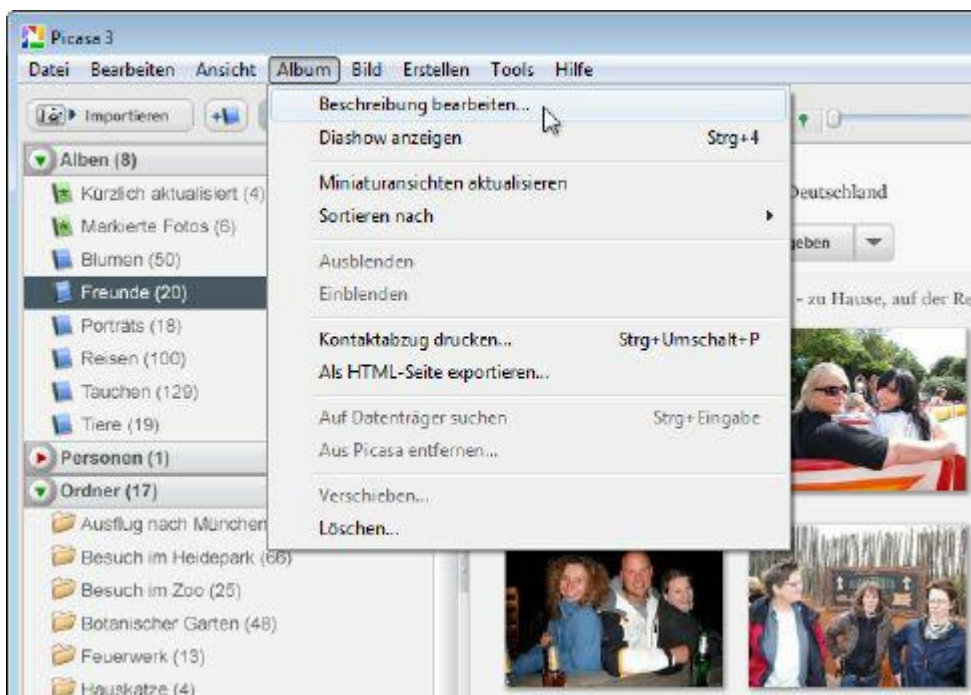 Picasa 3
Datei Bearbeiten Ansicht Album Bild Erstellen Tools Hilfe
Importieren
Beschreibung bearbeiten...
Diashow anzeigen Strg+4
Miniaturansichten aktualisieren
Sortieren nach
Ausblenden
Einblenden
Kontaktabzug drucken... Strg+Umschalt+P
Als HTML-Seite exportieren...
Auf Datenträger suchen Strg+Eingabe
Aus Picasa entfernen...
Verschieben...
Löschen...
Alben (8)
Kürzlich aktualisiert (4)
Markierte Fotos (6)
Blumen (50)
Freunde (20)
Porträts (18)
Reisen (100)
Tauchen (129)
Tiere (19)
Personen (1)
Ordner (17)
Ausflug nach München
Besuch im Heidepark (66)
Besuch im Zoo (25)
Botanischer Garten (48)
Feuerwerk (13)
Hauskatze (4)
Deutschland
geben
- zu Hause, auf der Re